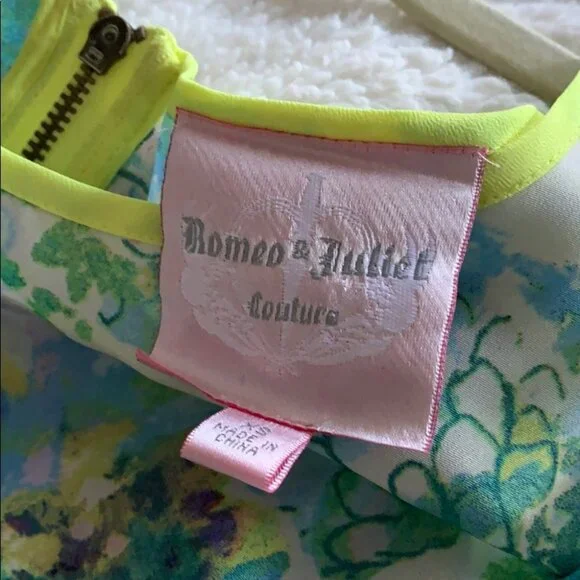 Romeo & Juliet
Couture
XS
MADE IN
CHINA